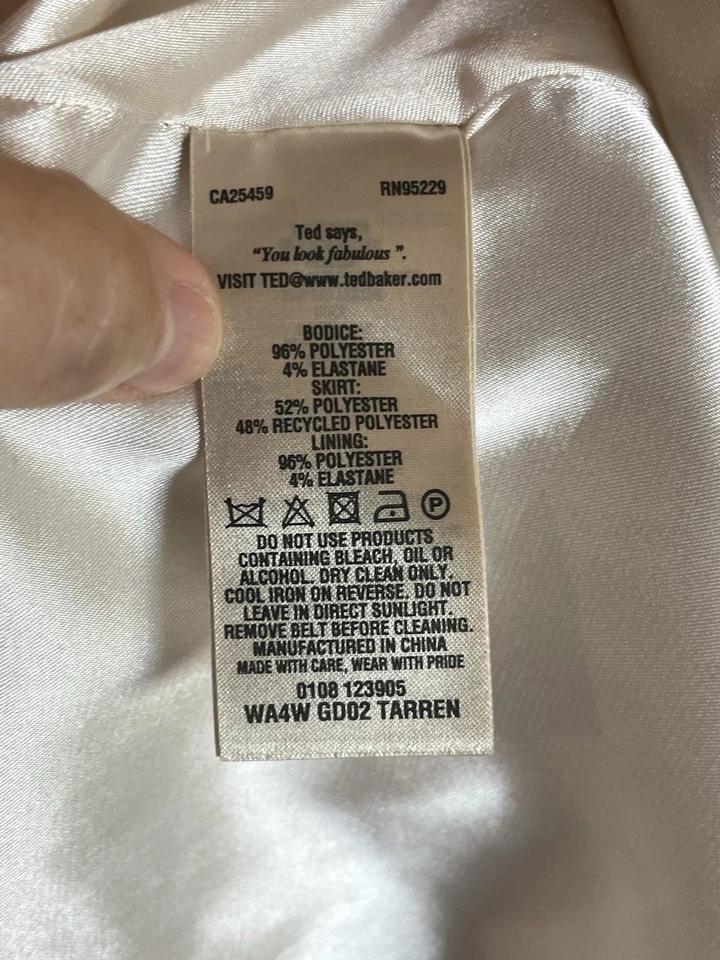 CA25459 RN95229
Ted says,
"You look fabulous ".
VISIT TED@www.tedbaker.com
BODICE:
96% POLYESTER
4% ELASTANE
SKIRT:
52% POLYESTER
48% RECYCLED POLYESTER
LINING:
96% POLYESTER
4% ELASTANE
P
DO NOT USE PRODUCTS
CONTAINING BLEACH, OIL OR
ALCOHOL. DRY CLEAN ONLY.
COOL IRON ON REVERSE. DO NOT
LEAVE IN DIRECT SUNLIGHT.
REMOVE BELT BEFORE CLEANING.
MANUFACTURED IN CHINA
MADE WITH CARE, WEAR WITH PRIDE
0108 123905
WA4W GD02 TARREN